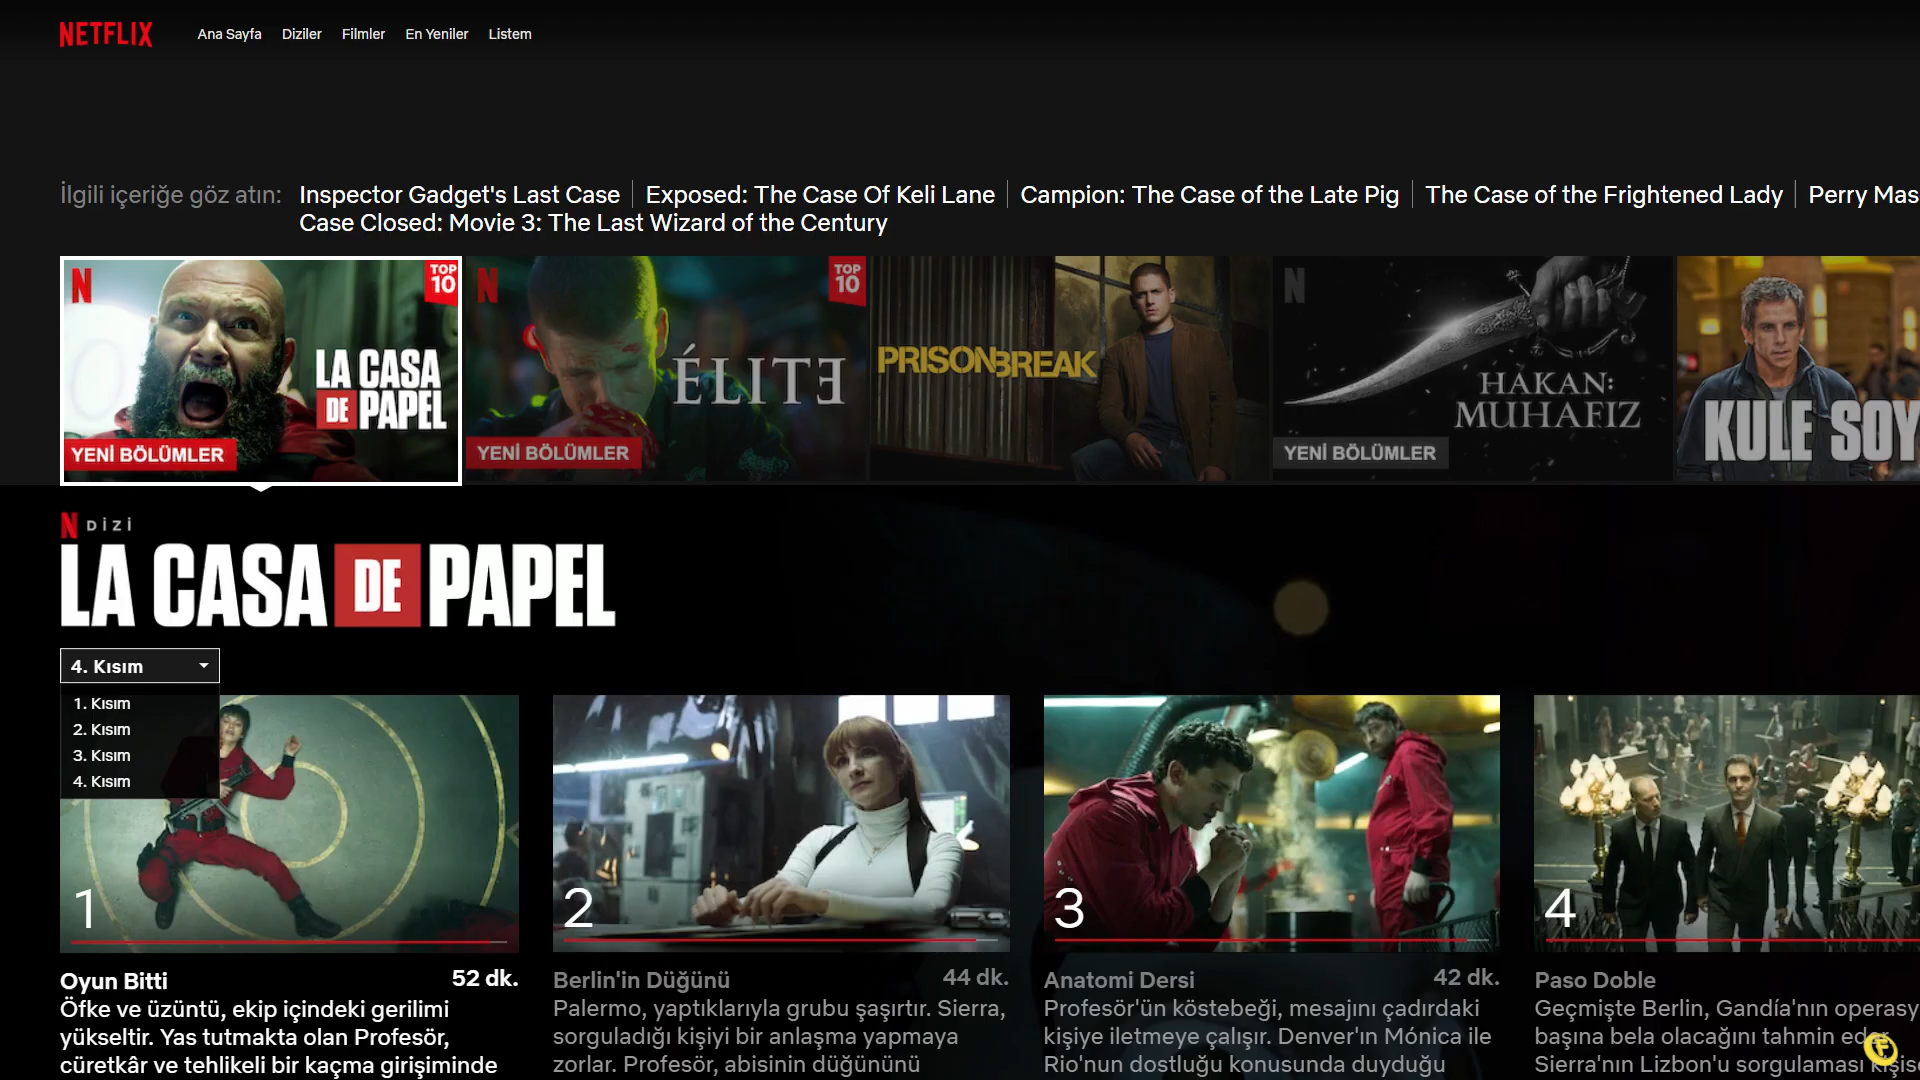 NETFLIX Ana Sayfa Diziler Filmler En Yeniler Listem
İlgili içeriğe göz atın: Inspector Gadget's Last Case | Exposed: The Case Of Keli Lane | Campion: The Case of the Late Pig | The Case of the Frightened Lady | Perry Mas
Case Closed: Movie 3: The Last Wizard of the Century
N TOP 10
LA CASA DE PAPEL
YENİ BÖLÜMLER
N TOP 10
ÉLITE
YENİ BÖLÜMLER
PRISON BREAK
N
HAKAN:
MUHAFIZ
YENİ BÖLÜMLER
KULE SOY
N DİZİ
LA CASA DE PAPEL
4. Kısım
1. Kısım
2. Kısım
3. Kısım
4. Kısım
1
Oyun Bitti 52 dk.
Öfke ve üzüntü, ekip içindeki gerilimi
yükseltir. Yas tutmakta olan Profesör,
cüretkâr ve tehlikeli bir kaçma girişiminde
2
Berlin'in Düğünü 44 dk.
Palermo, yaptıklarıyla grubu şaşırtır. Sierra,
sorguladığı kişiyi bir anlaşma yapmaya
zorlar. Profesör, abisinin düğününü
3
Anatomi Dersi 42 dk.
Profesör'ün köstebeği, mesajını çadırdaki
kişiye iletmeye çalışır. Denver'ın Mónica ile
Rio'nun dostluğu konusunda duyduğu
4
Paso Doble
Geçmişte Berlin, Gandía'nın operasy
başına bela olacağını tahmin eder.
Sierra'nın Lizbon'u sorgulaması kişise